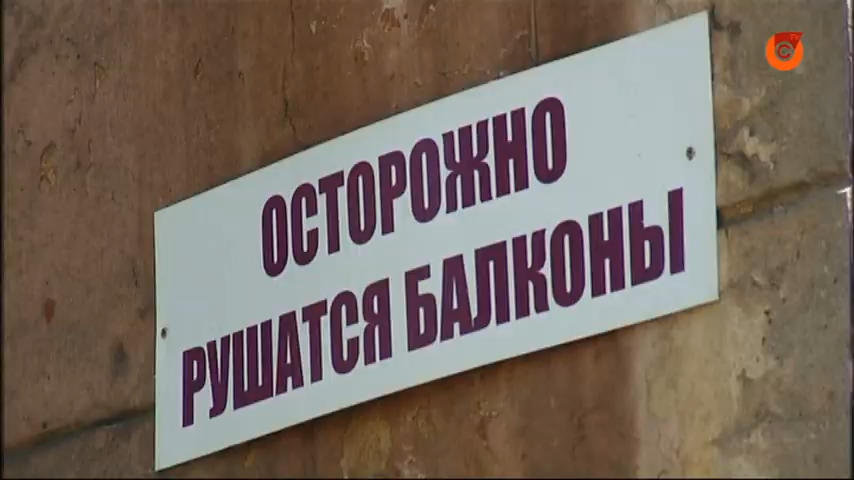 ОСТОРОЖНО
РУШАТСЯ БАЛКОНЫ